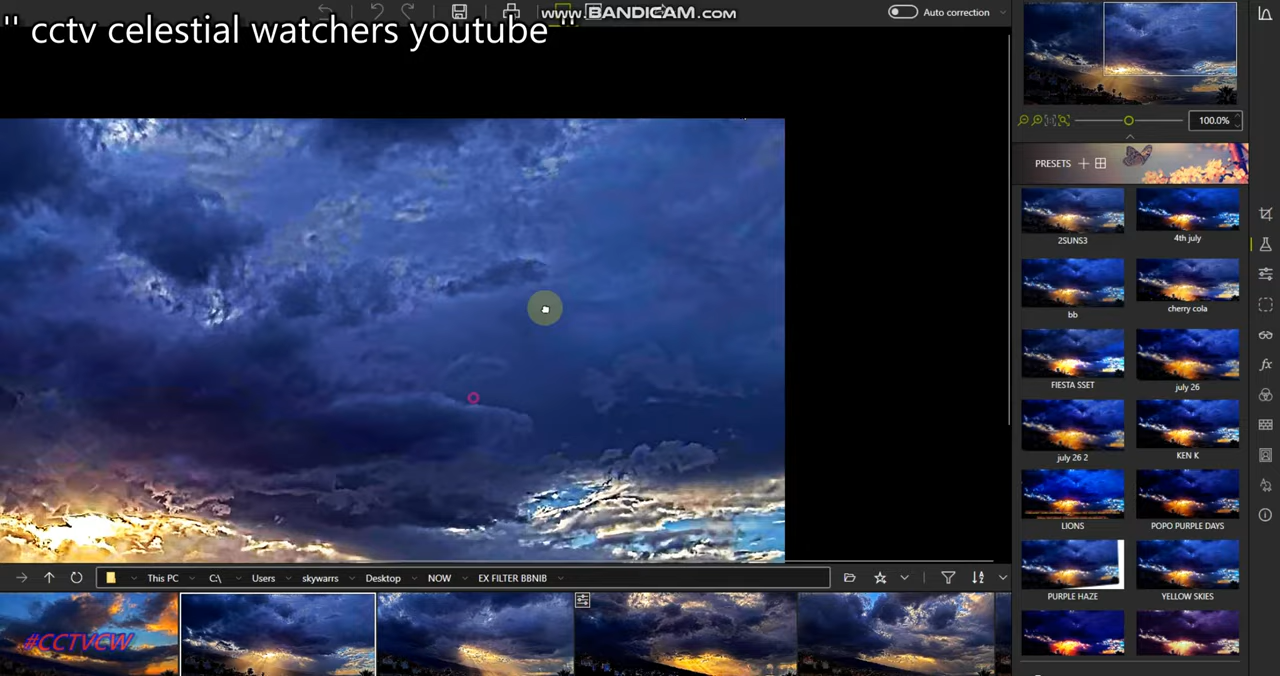 " cctv celestial watchers youtube "
www.BANDICAM.com
Auto correction
100.0%
PRESETS
2SUNS3
4th july
bb
cherry cola
FIESTA SSET
july 26
july 26 2
KEN K
LIONS
POPO PURPLE DAYS
PURPLE HAZE
YELLOW SKIES
This PC
C:\
Users
skywarrs
Desktop
NOW
EX FILTER BBNIB
#CCTVCW